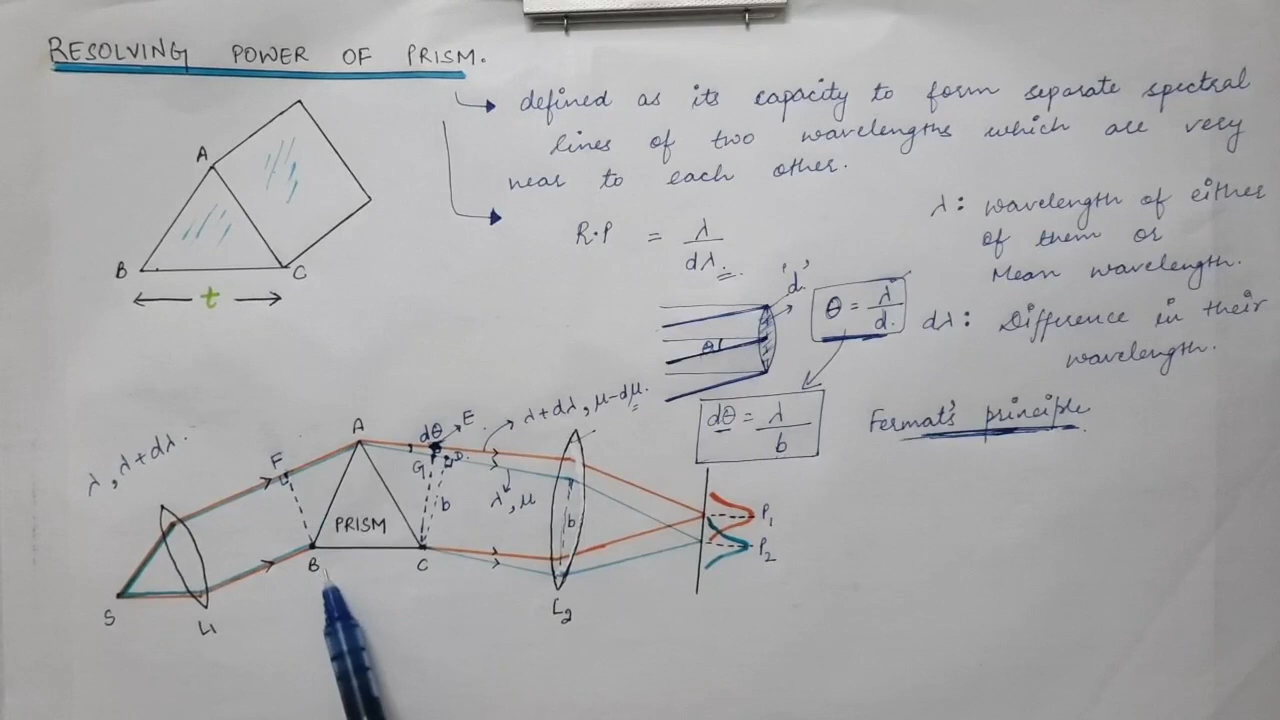 RESOLVING POWER OF PRISM.
defined as its capacity to form separate spectral
lines of two wavelengths which are very
near to each other.
R.P = λ/dλ.
λ: wavelength of either
of them or
Mean wavelength.
dλ: Difference in their
wavelength.
A
B
C
t
'd'
θ
θ = λ/d.
dθ = λ/b
Fermat's principle
λ, λ+dλ.
F
A
dθ
E.
λ+dλ, μ-dμ.
G
D.
λ, μ
b
PRISM
b
B
C
S
L1
L2
P1
P2